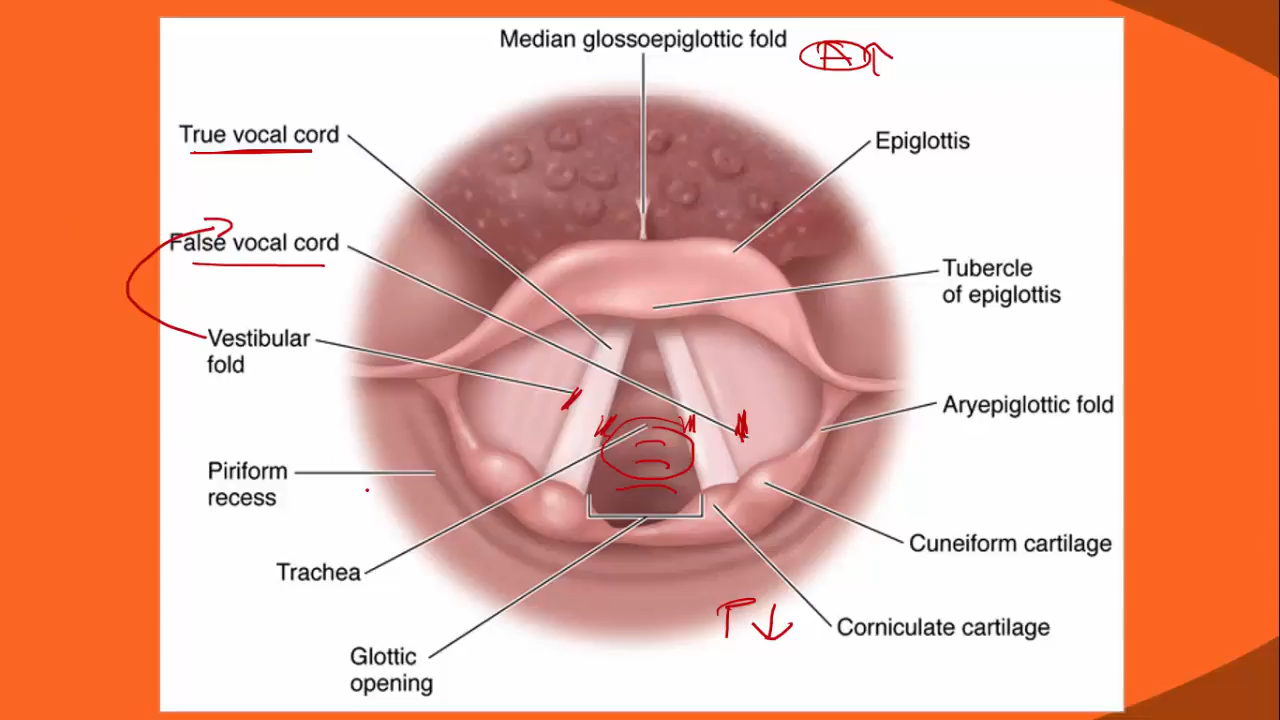 Median glossoepiglottic fold
A↑
True vocal cord
Epiglottis
False vocal cord
Tubercle
of epiglottis
Vestibular
fold
Aryepiglottic fold
Piriform
recess
Cuneiform cartilage
Trachea
Corniculate cartilage
Glottic
opening